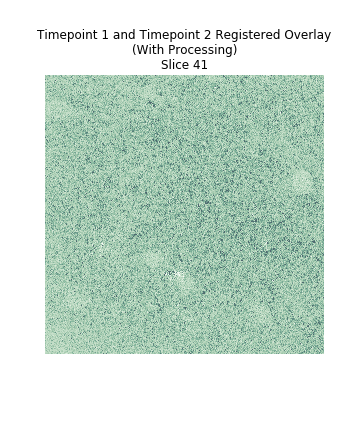 Timepoint 1 and Timepoint 2 Registered Overlay
(With Processing)
Slice 41